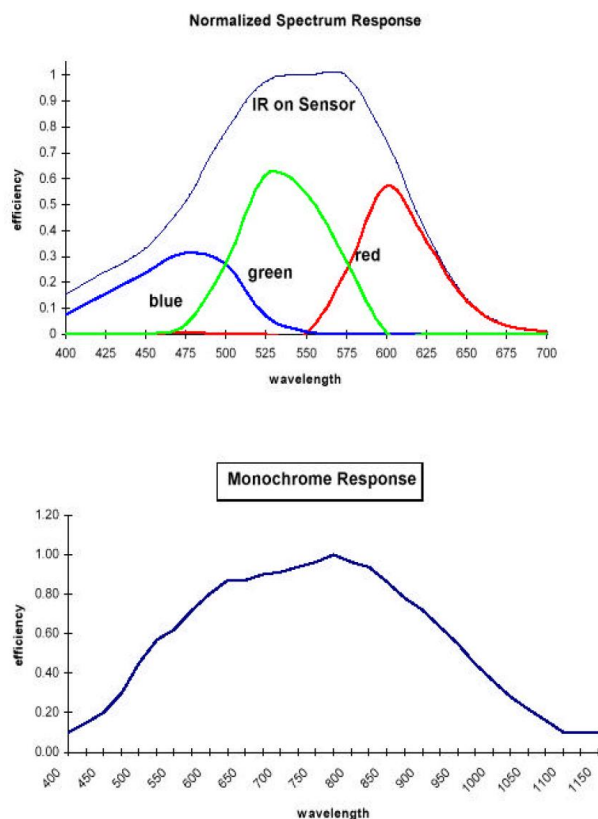 Normalized Spectrum Response
1
0.9
0.8
0.7
0.6
0.5
0.4
0.3
0.2
0.1
0
efficiency
IR on Sensor
blue
green
red
400 425 450 475 500 525 550 575 600 625 650 675 700
wavelength
Monochrome Response
1.20
1.00
0.80
0.60
0.40
0.20
0.00
efficiency
400 450 500 550 600 650 700 750 800 850 900 950 1000 1050 1100 1150
wavelength